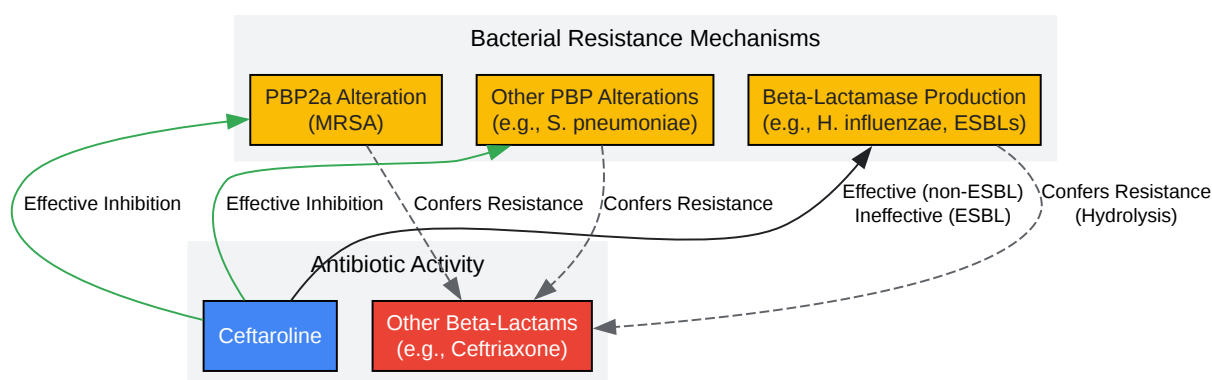 Bacterial Resistance Mechanisms
PBP2a Alteration
(MRSA)
Other PBP Alterations
(e.g., S. pneumoniae)
Beta-Lactamase Production
(e.g., H. influenzae, ESBLs)
Effective Inhibition
Effective Inhibition
Confers Resistance
Confers Resistance
Effective (non-ESBL)
Ineffective (ESBL)
Confers Resistance
(Hydrolysis)
Antibiotic Activity
Ceftaroline
Other Beta-Lactams
(e.g., Ceftriaxone)